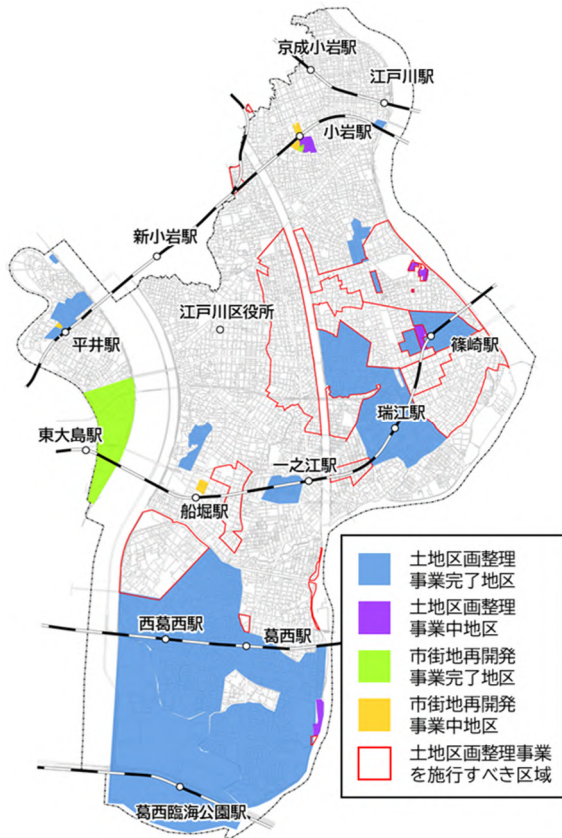 京成小岩駅
江戸川駅
小岩駅
新小岩駅
江戸川区役所
平井駅
篠崎駅
瑞江駅
東大島駅
一之江駅
船堀駅
西葛西駅
葛西駅
葛西臨海公園駅
土地区画整理
事業完了地区
土地区画整理
事業中地区
市街地再開発
事業完了地区
市街地再開発
事業中地区
土地区画整理事業
を施行すべき区域